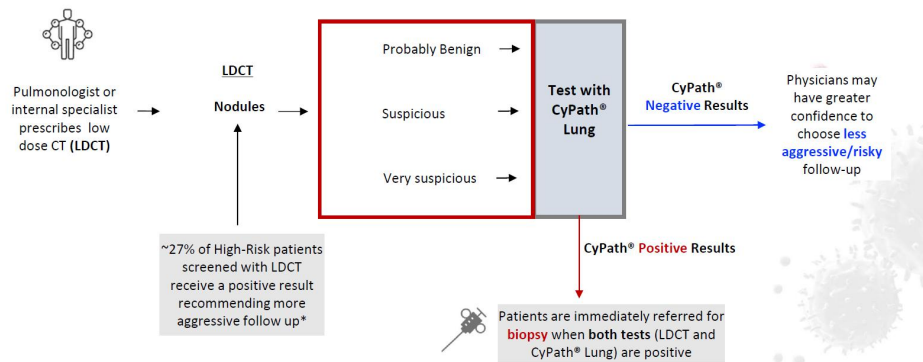 Pulmonologist or
internal specialist
prescribes low
dose CT (LDCT)
LDCT
Nodules
~27% of High-Risk patients
screened with LDCT
receive a positive result
recommending more
aggressive follow up*
Probably Benign
Suspicious
Very suspicious
Test with
CyPath®
Lung
CyPath®
Negative Results
Physicians may
have greater
confidence to
choose less
aggressive/risky
follow-up
CyPath® Positive Results
Patients are immediately referred for
biopsy when both tests (LDCT and
CyPath® Lung) are positive